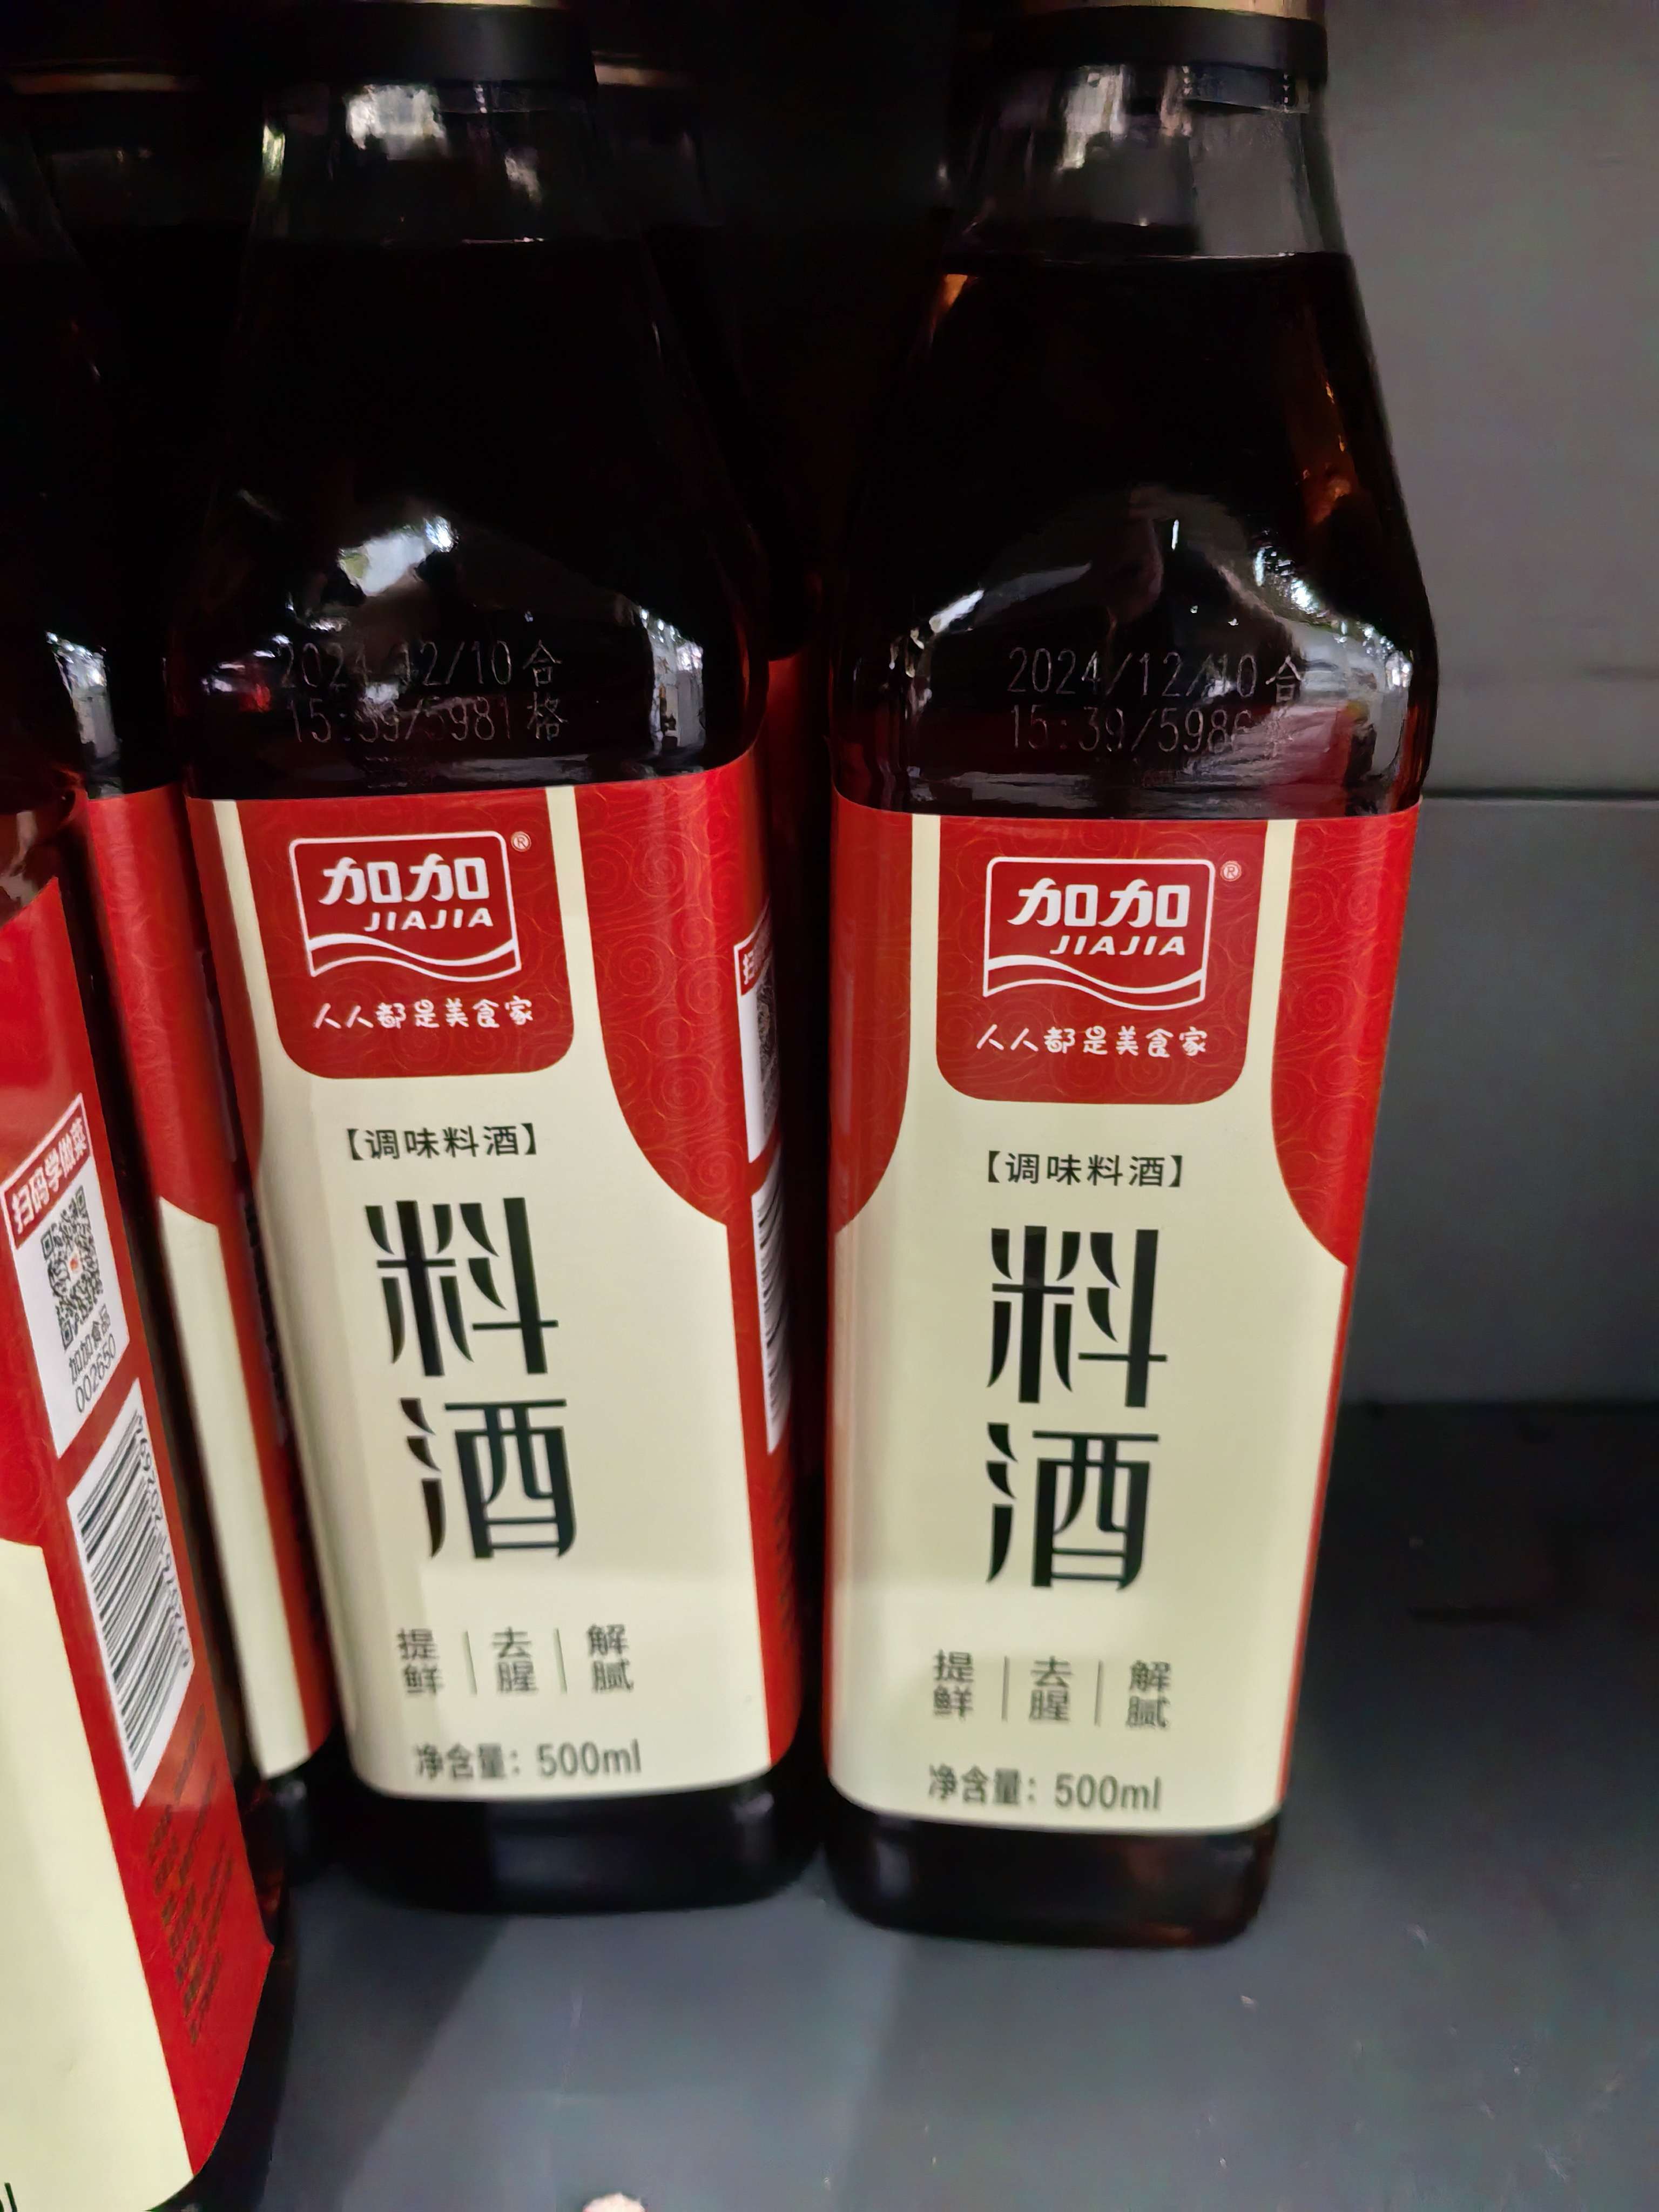 2024/12/10合
15:39/5981格
加加®
JIAJIA
人人都是美食家
【调味料酒】
料
酒
提鲜|去腥|解腻
净含量：500ml
2024/12/10合
15:39/5986
加加®
JIAJIA
人人都是美食家
【调味料酒】
料
酒
提鲜|去腥|解腻
净含量：500ml
扫码学做菜
加加食品
002650